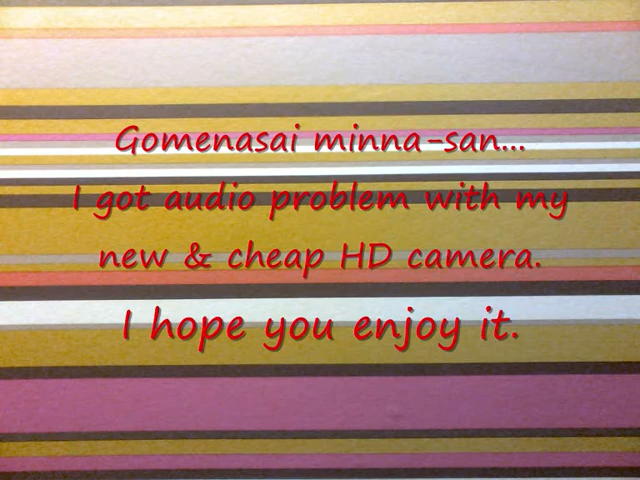 Gomenasai minna-san...
I got audio problem with my
new & cheap HD camera.
I hope you enjoy it.